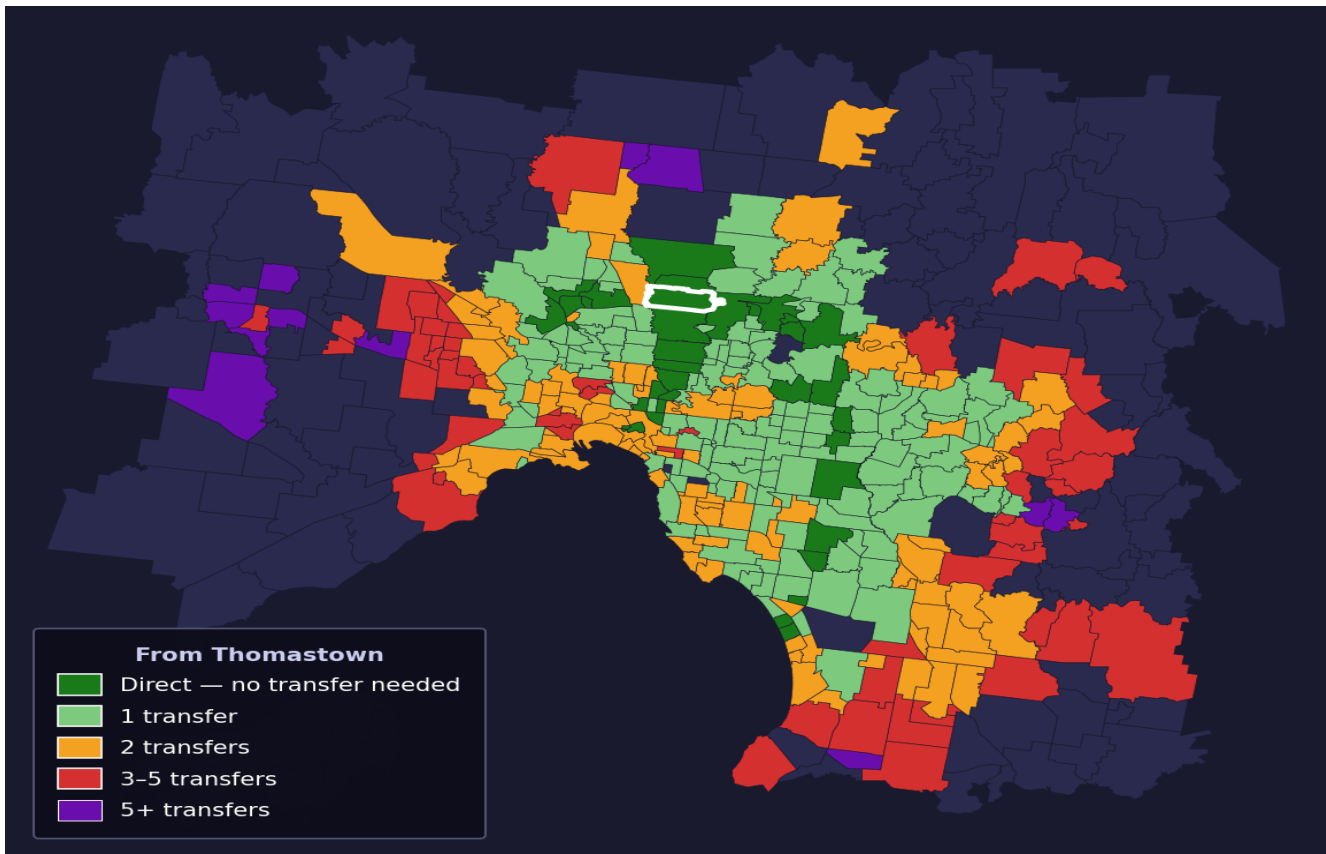 From Thomastown
Direct — no transfer needed
1 transfer
2 transfers
3–5 transfers
5+ transfers